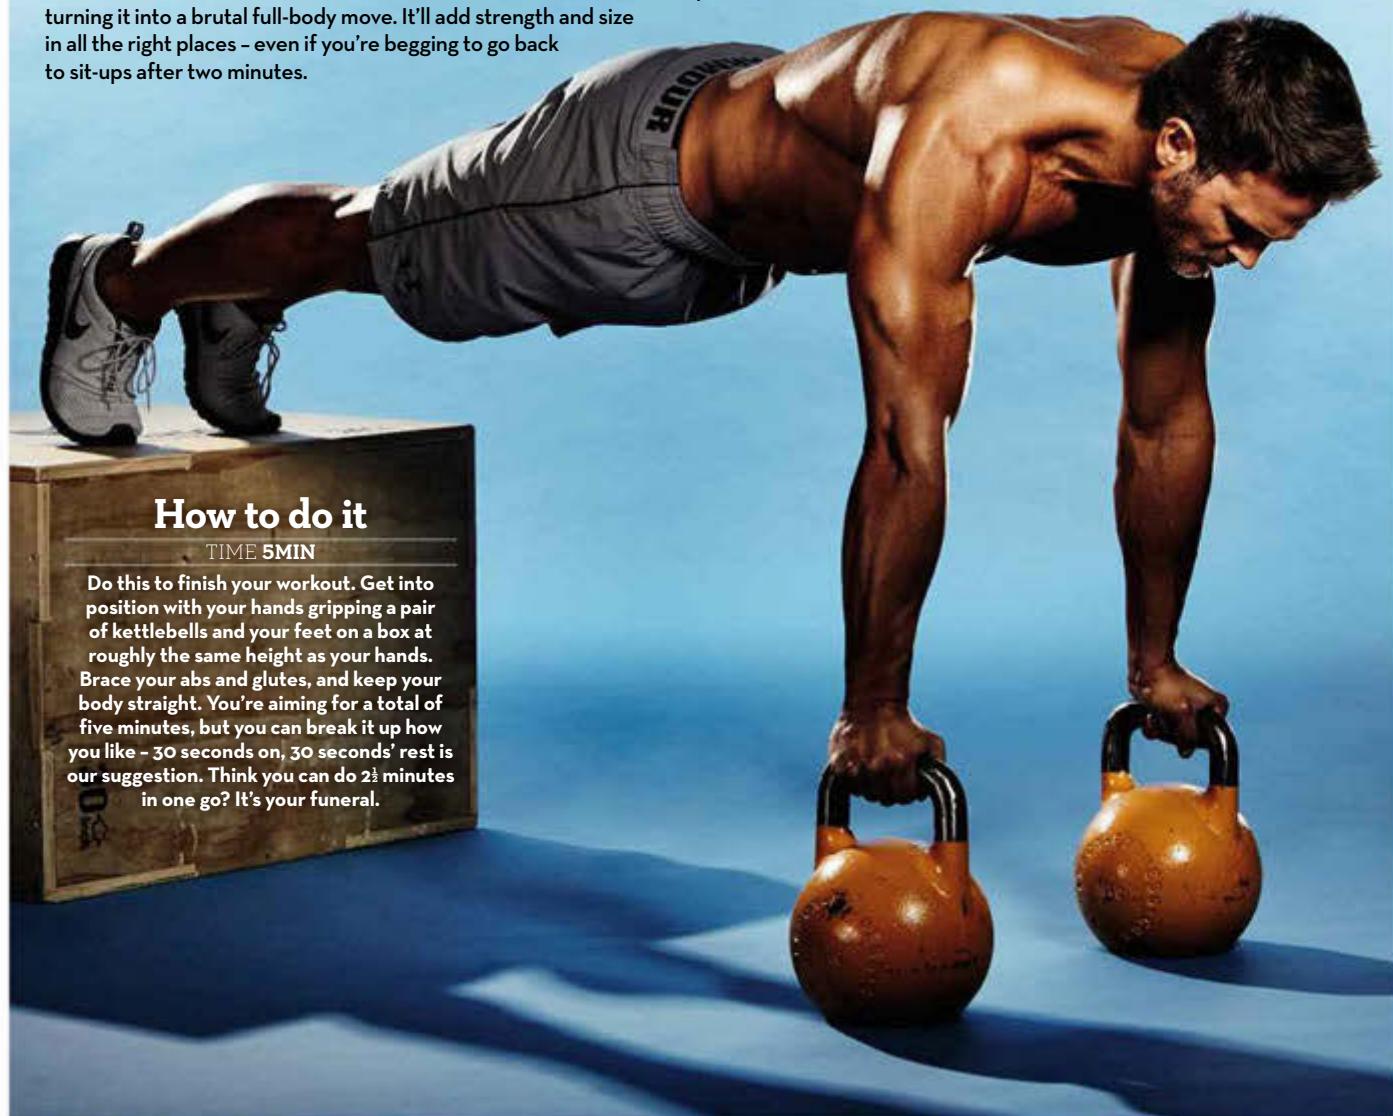 turning it into a brutal full-body move. It’ll add strength and size
in all the right places – even if you’re begging to go back
to sit-ups after two minutes.
How to do it
TIME 5MIN
Do this to finish your workout. Get into
position with your hands gripping a pair
of kettlebells and your feet on a box at
roughly the same height as your hands.
Brace your abs and glutes, and keep your
body straight. You’re aiming for a total of
five minutes, but you can break it up how
you like – 30 seconds on, 30 seconds’ rest is
our suggestion. Think you can do 2½ minutes
in one go? It’s your funeral.